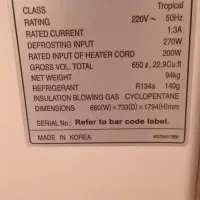 CLASS Tropical
RATING 220V~ 50Hz
RATED CURRENT 1.3A
DEFROSTING INPUT 270W
RATED INPUT OF HEATER CORD 200W
GROSS VOL. TOTAL 650ℓ, 22.9Cu.ft
NET WEIGHT 94kg
REFRIGERANT R134a 140g
INSULATION BLOWING GAS CYCLOPENTANE
DIMENSIONS 880(W) × 733(D) × 1794(H)mm
SERIAL No.: Refer to bar code label.
MADE IN KOREA